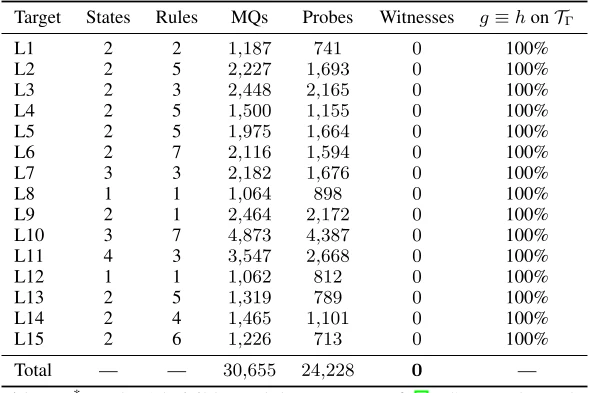 Target States Rules MQs Probes Witnesses g ≡ h on 𝒯Γ
L1 2 2 1,187 741 0 100%
L2 2 5 2,227 1,693 0 100%
L3 2 3 2,448 2,165 0 100%
L4 2 5 1,500 1,155 0 100%
L5 2 5 1,975 1,664 0 100%
L6 2 7 2,116 1,594 0 100%
L7 3 3 2,182 1,676 0 100%
L8 1 1 1,064 898 0 100%
L9 2 1 2,464 2,172 0 100%
L10 3 7 4,873 4,387 0 100%
L11 4 3 3,547 2,668 0 100%
L12 1 1 1,062 812 0 100%
L13 2 5 1,319 789 0 100%
L14 2 4 1,465 1,101 0 100%
L15 2 6 1,226 713 0 100%
Total — — 30,655 24,228 0 —